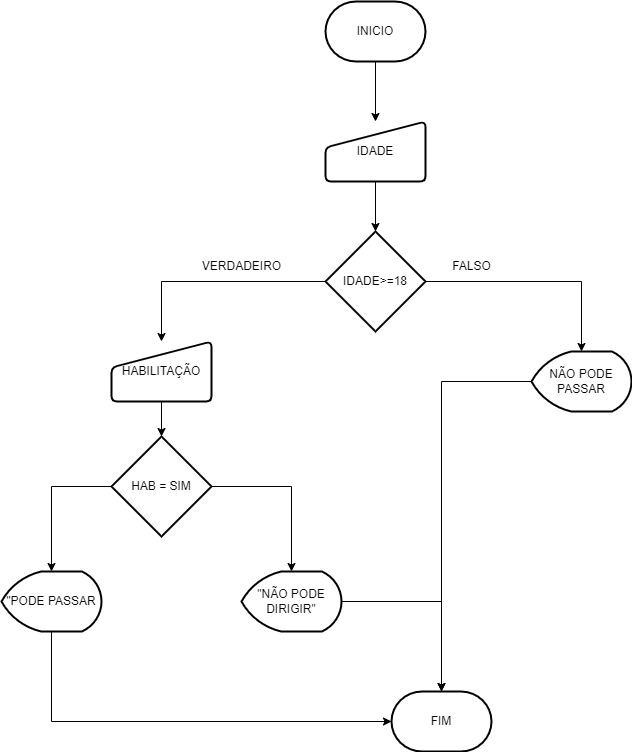 INICIO
IDADE
VERDADEIRO
IDADE>=18
FALSO
HABILITAÇÃO
NÃO PODE
PASSAR
HAB = SIM
"PODE PASSAR
"NÃO PODE
DIRIGIR"
FIM